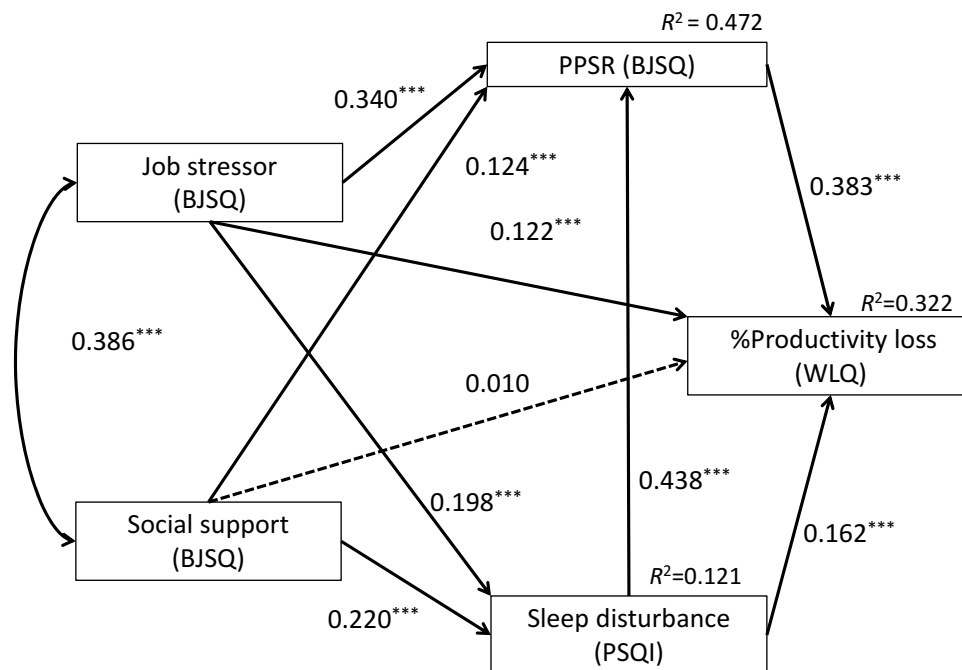 R² = 0.472
PPSR (BJSQ)
0.340***
Job stressor
(BJSQ)
0.124***
0.383***
0.122***
R²=0.322
0.386***
%Productivity loss
(WLQ)
0.010
0.438***
0.198***
Social support
(BJSQ)
0.162***
R²=0.121
0.220***
Sleep disturbance
(PSQI)